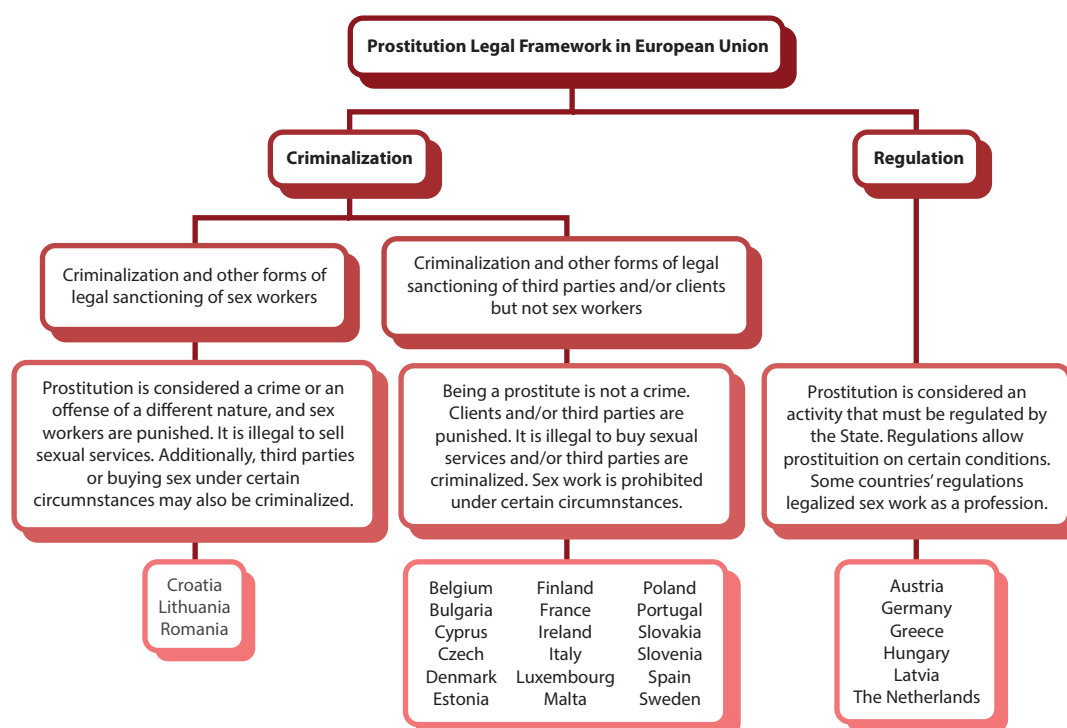 Prostitution Legal Framework in European Union
Criminalization
Regulation
Criminalization and other forms of
legal sanctioning of sex workers
Criminalization and other forms of legal
sanctioning of third parties and/or clients
but not sex workers
Prostitution is considered a crime or an
offense of a different nature, and sex
workers are punished. It is illegal to sell
sexual services. Additionally, third parties
or buying sex under certain
circumnstances may also be criminalized.
Being a prostitute is not a crime.
Clients and/or third parties are
punished. It is illegal to buy sexual
services and/or third parties are
criminalized. Sex work is prohibited
under certain circumnstances.
Prostitution is considered an
activity that must be regulated by
the State. Regulations allow
prostituition on certain conditions.
Some countries' regulations
legalized sex work as a profession.
Croatia
Lithuania
Romania
Belgium Finland Poland
Bulgaria France Portugal
Cyprus Ireland Slovakia
Czech Italy Slovenia
Denmark Luxembourg Spain
Estonia Malta Sweden
Austria
Germany
Greece
Hungary
Latvia
The Netherlands